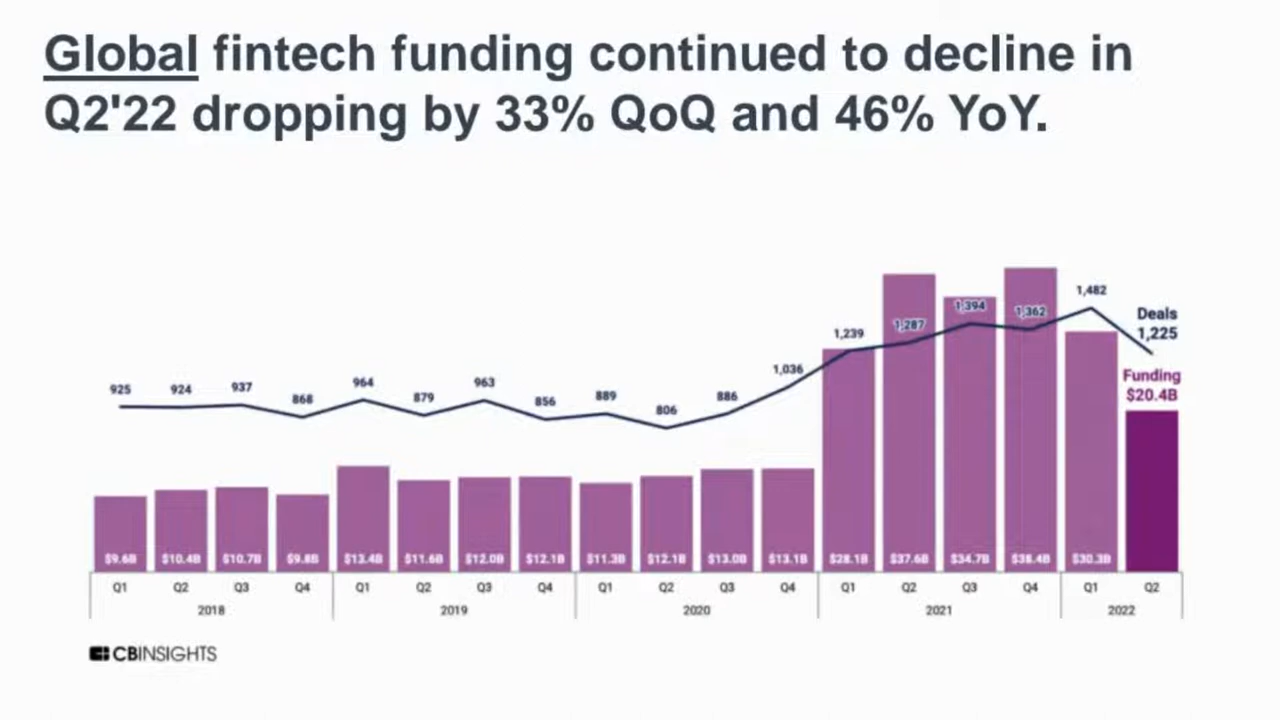 Global fintech funding continued to decline in
Q2'22 dropping by 33% QoQ and 46% YoY.
925 924 937 868 964 879 963 856 889 806 886 1,036 1,239 1,287 1,394 1,362 1,482
Deals
1,225
Funding
$20.4B
$9.6B $10.4B $10.7B $9.8B $13.4B $11.6B $12.0B $12.1B $11.3B $12.1B $13.0B $13.1B $28.1B $37.6B $34.7B $38.4B $30.3B
Q1 Q2 Q3 Q4 Q1 Q2 Q3 Q4 Q1 Q2 Q3 Q4 Q1 Q2 Q3 Q4 Q1 Q2
2018 2019 2020 2021 2022
CBINSIGHTS